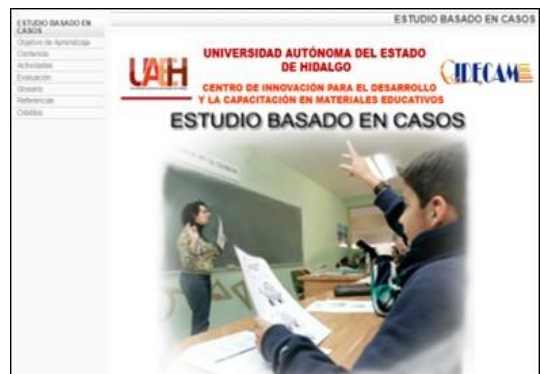 ESTUDIO BASADO EN CASOS
ESTUDIO BASADO EN
CASOS
Objetivo de Aprendizaje
Contenido
Actividades
Evaluación
Glosario
Referencias
Créditos
UAEH
UNIVERSIDAD AUTÓNOMA DEL ESTADO
DE HIDALGO
CIDECAME
CENTRO DE INNOVACIÓN PARA EL DESARROLLO
Y LA CAPACITACIÓN EN MATERIALES EDUCATIVOS
ESTUDIO BASADO EN CASOS